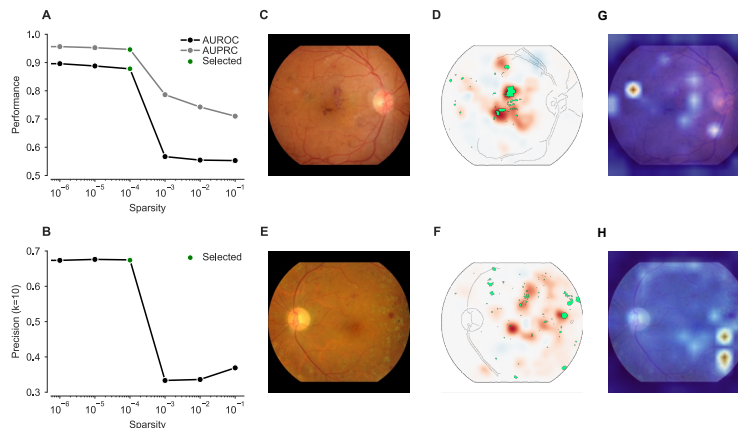 A
B
C
D
E
F
G
H
AUROC
AUPRC
Selected
1.0
0.9
0.8
0.7
0.6
0.5
Performance
10⁻⁶ 10⁻⁵ 10⁻⁴ 10⁻³ 10⁻² 10⁻¹
Sparsity
Selected
0.7
0.6
0.5
0.4
0.3
Precision (k=10)
10⁻⁶ 10⁻⁵ 10⁻⁴ 10⁻³ 10⁻² 10⁻¹
Sparsity